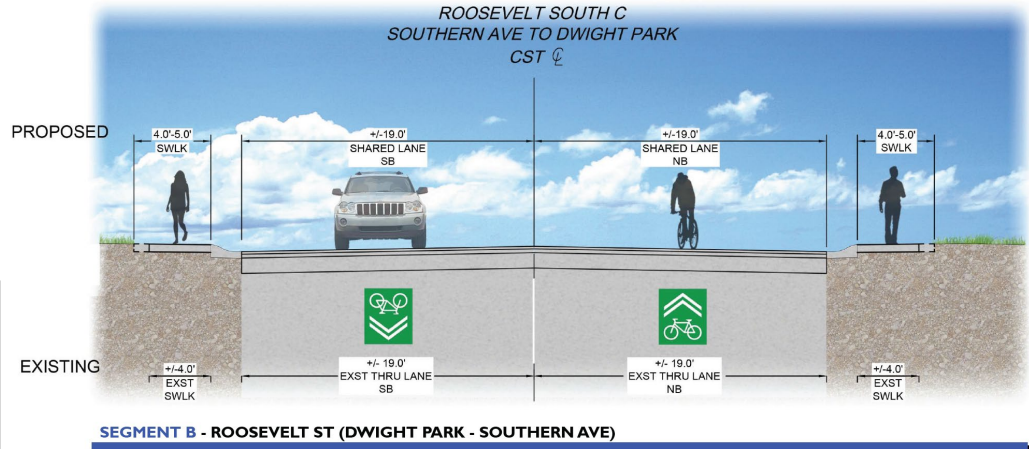 ROOSEVELT SOUTH C
SOUTHERN AVE TO DWIGHT PARK
CST ℄
PROPOSED
4.0'-5.0'
SWLK
+/-19.0'
SHARED LANE
SB
+/-19.0'
SHARED LANE
NB
4.0'-5.0'
SWLK
EXISTING
+/-4.0'
EXST
SWLK
+/- 19.0'
EXST THRU LANE
SB
+/- 19.0'
EXST THRU LANE
NB
+/-4.0'
EXST
SWLK
SEGMENT B - ROOSEVELT ST (DWIGHT PARK - SOUTHERN AVE)